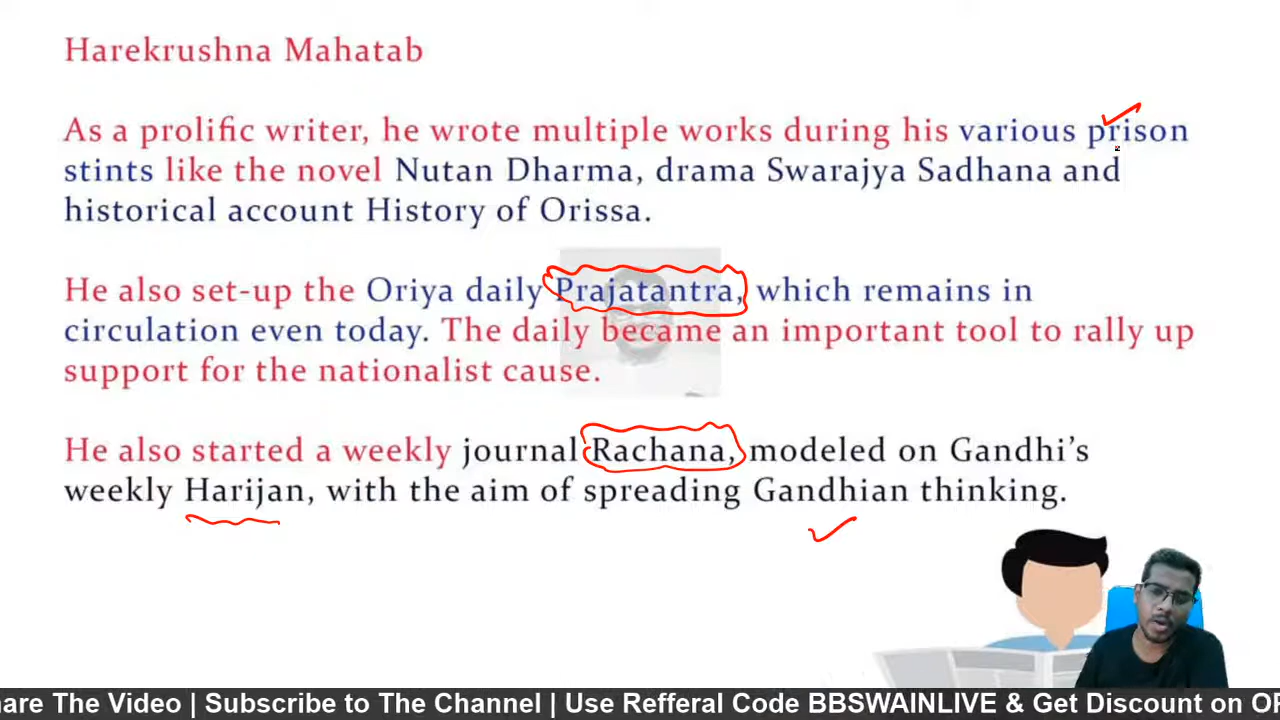 Harekrushna Mahatab
As a prolific writer, he wrote multiple works during his various prison
stints like the novel Nutan Dharma, drama Swarajya Sadhana and
historical account History of Orissa.
He also set-up the Oriya daily Prajatantra, which remains in
circulation even today. The daily became an important tool to rally up
support for the nationalist cause.
He also started a weekly journal Rachana, modeled on Gandhi's
weekly Harijan, with the aim of spreading Gandhian thinking.
hare The Video | Subscribe to The Channel | Use Refferal Code BBSWAINLIVE & Get Discount on OP